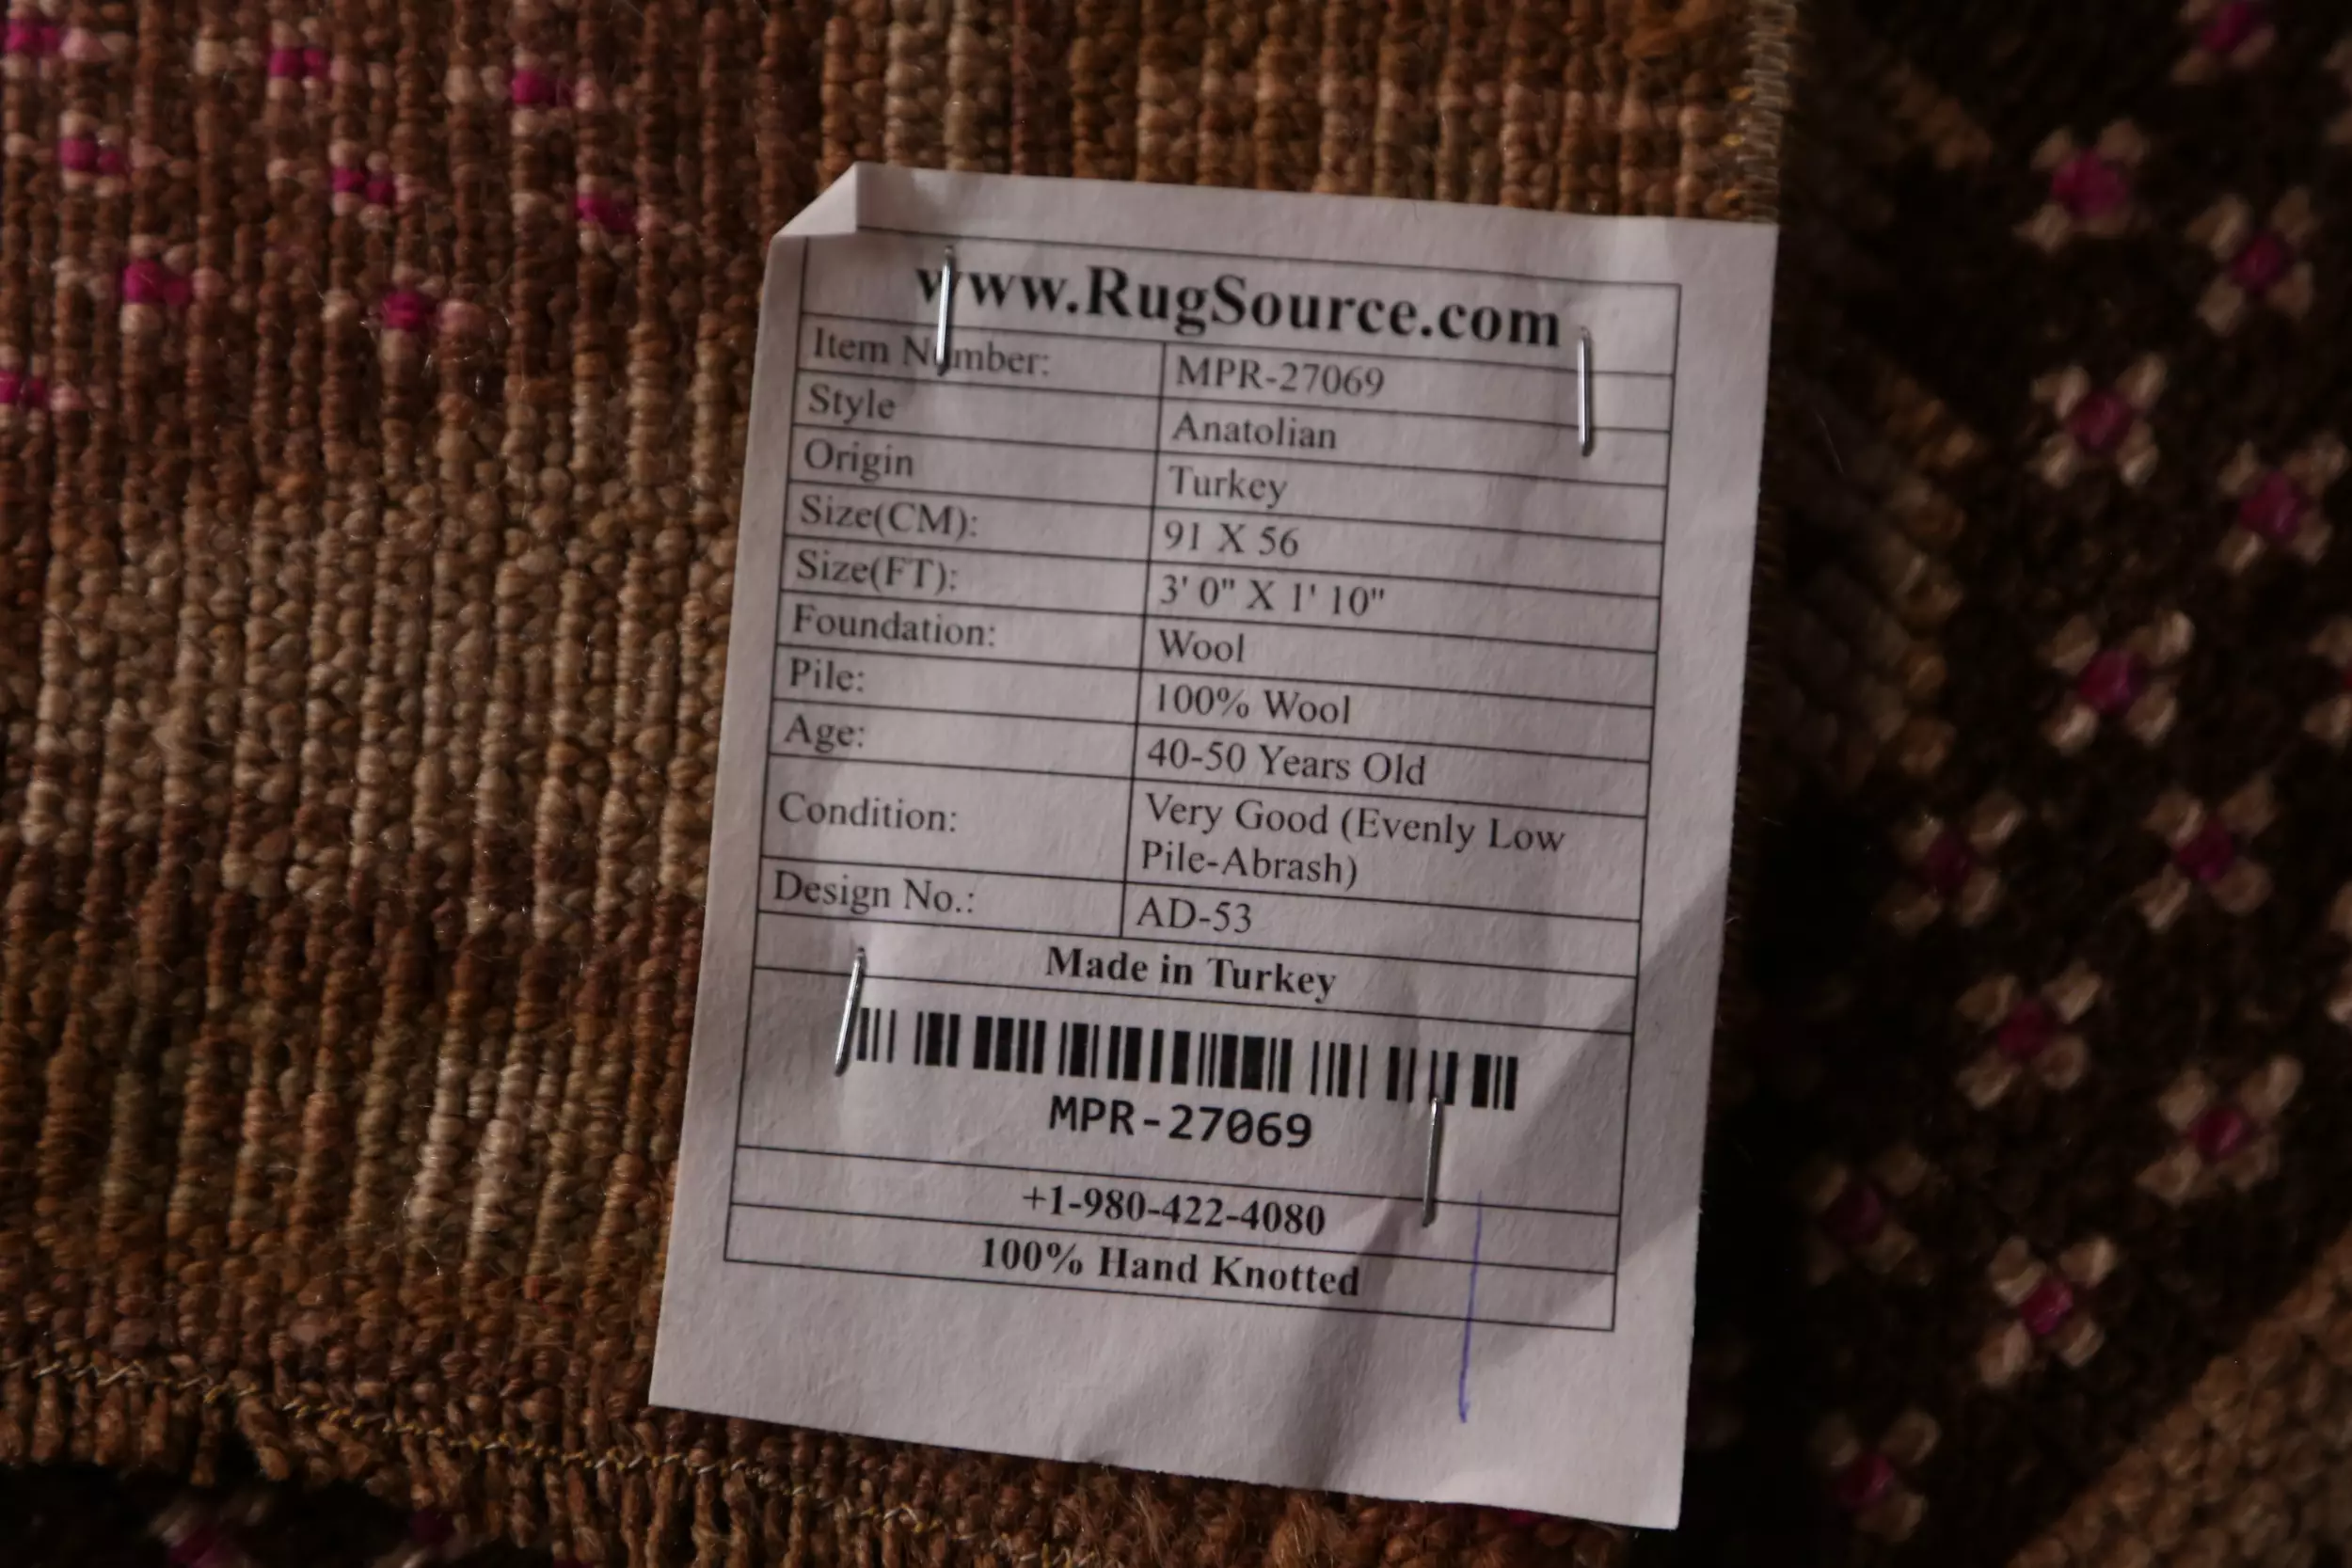 www.RugSource.com
Item Number: MPR-27069
Style Anatolian
Origin Turkey
Size(CM): 91 X 56
Size(FT): 3' 0" X 1' 10"
Foundation: Wool
Pile: 100% Wool
Age: 40-50 Years Old
Condition: Very Good (Evenly Low
Pile-Abrash)
Design No.: AD-53
Made in Turkey
MPR-27069
+1-980-422-4080
100% Hand Knotted